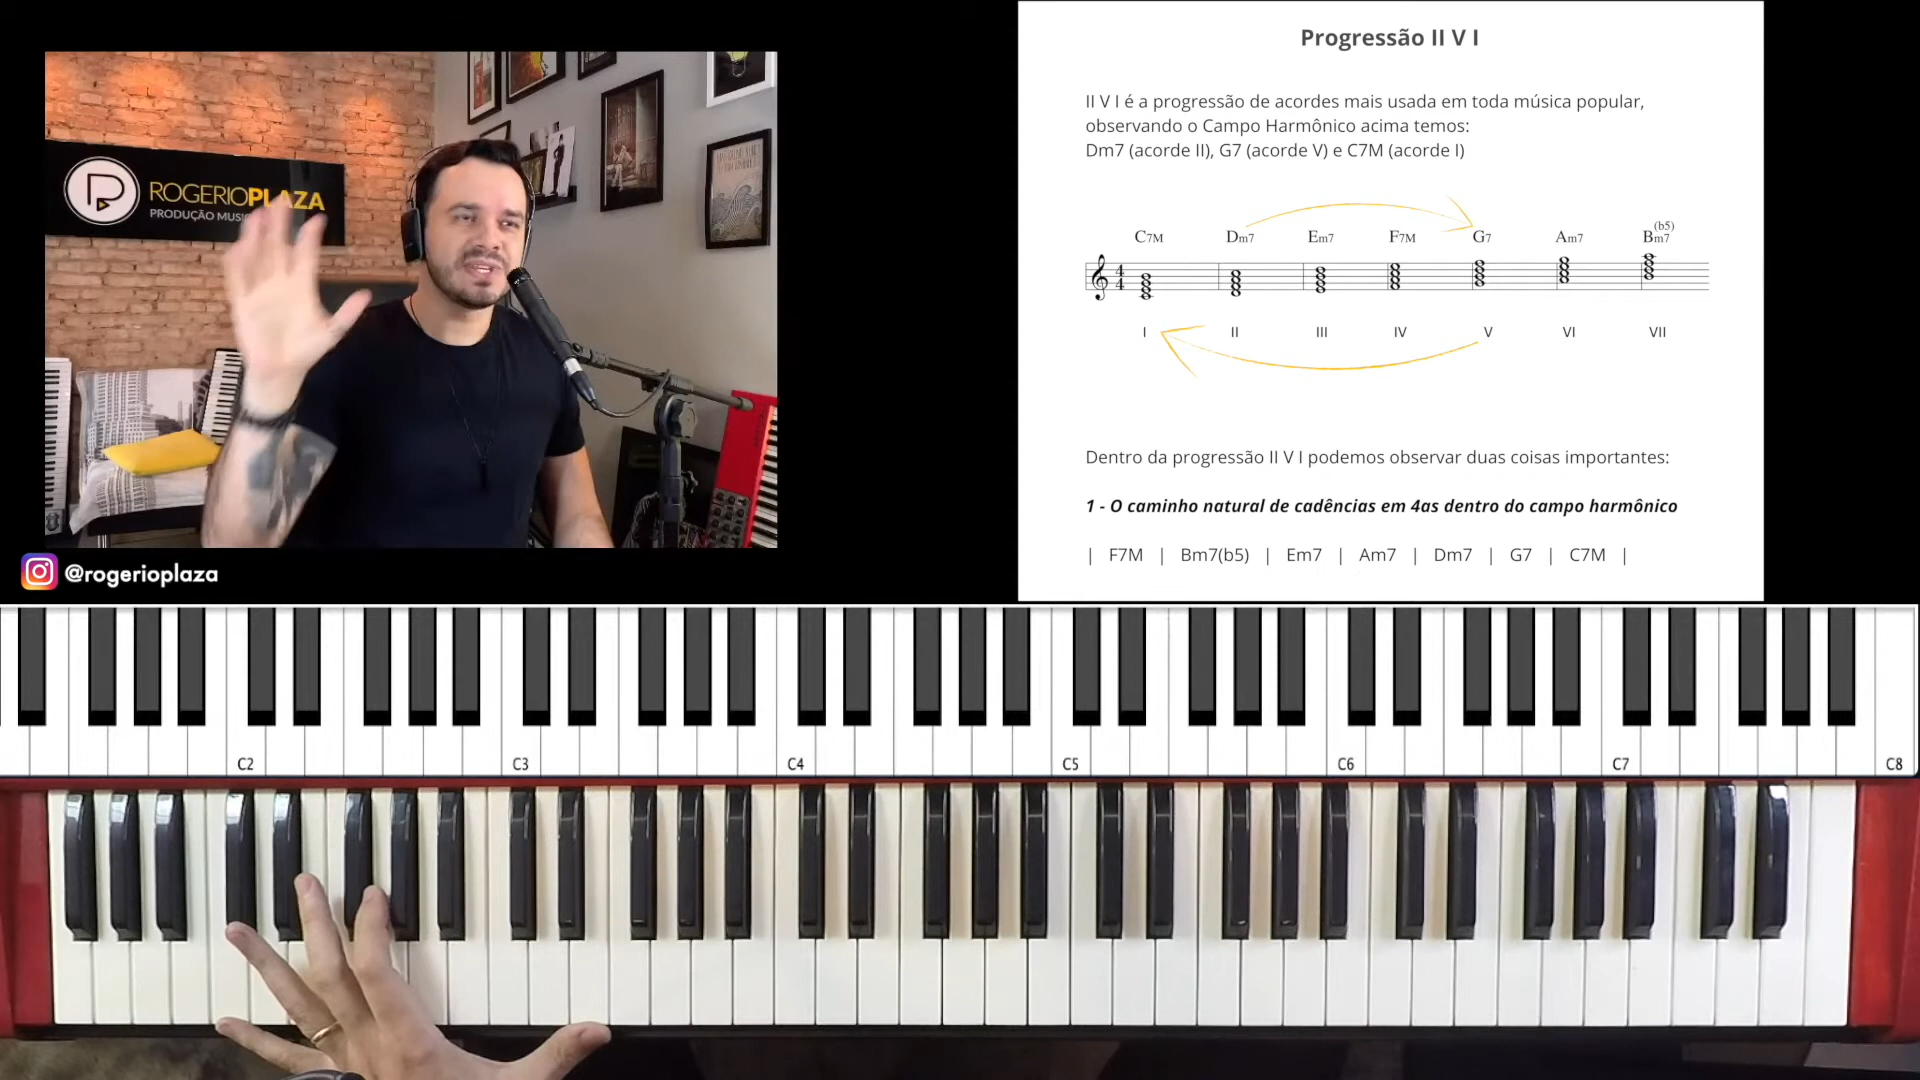 ROGERIOPLAZA
PRODUÇÃO MUSIC
@rogerioplaza
Progressão II V I
II V I é a progressão de acordes mais usada em toda música popular,
observando o Campo Harmônico acima temos:
Dm7 (acorde II), G7 (acorde V) e C7M (acorde I)
C7M Dm7 Em7 F7M G7 Am7 Bm7(b5)
4
4
I II III IV V VI VII
Dentro da progressão II V I podemos observar duas coisas importantes:
1 - O caminho natural de cadências em 4as dentro do campo harmônico
| F7M | Bm7(b5) | Em7 | Am7 | Dm7 | G7 | C7M |
C2 C3 C4 C5 C6 C7 C8